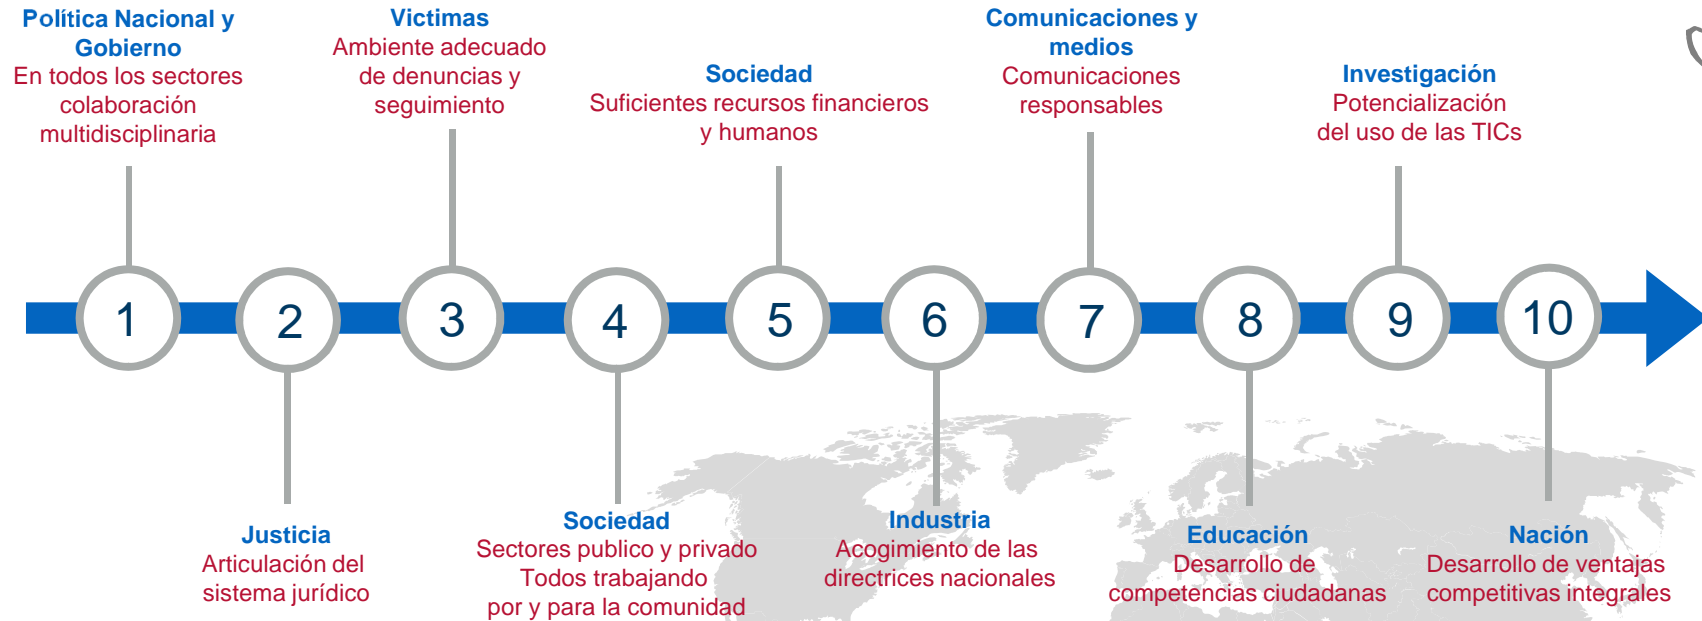 Política Nacional y
Gobierno
En todos los sectores
colaboración
multidisciplinaria
Victimas
Ambiente adecuado
de denuncias y
seguimiento
Sociedad
Suficientes recursos financieros
y humanos
Comunicaciones y
medios
Comunicaciones
responsables
Investigación
Potencialización
del uso de las TICs
1
2
3
4
5
6
7
8
9
10
Justicia
Articulación del
sistema jurídico
Sociedad
Sectores publico y privado
Todos trabajando
por y para la comunidad
Industria
Acogimiento de las
directrices nacionales
Educación
Desarrollo de
competencias ciudadanas
Nación
Desarrollo de ventajas
competitivas integrales